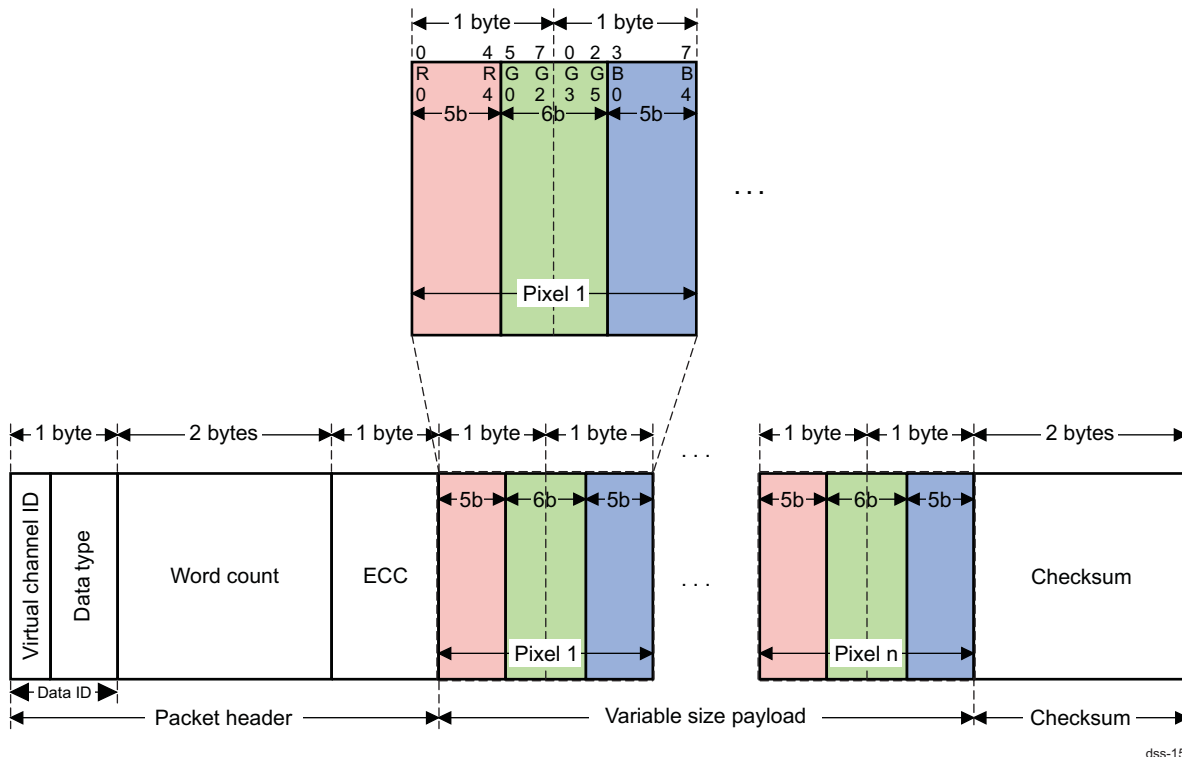 1 byte 1 byte
0 4 5 7 0 2 3 7
R R G G G G B B
0 4 0 2 3 5 0 4
5b 6b 5b
. . .
Pixel 1
1 byte 2 bytes 1 byte 1 byte 1 byte . . . 1 byte 1 byte 2 bytes
5b 6b 5b 5b 6b 5b
Virtual channel ID
Data type
Word count ECC . . . Checksum
Pixel 1 Pixel n
Data ID
Packet header Variable size payload Checksum